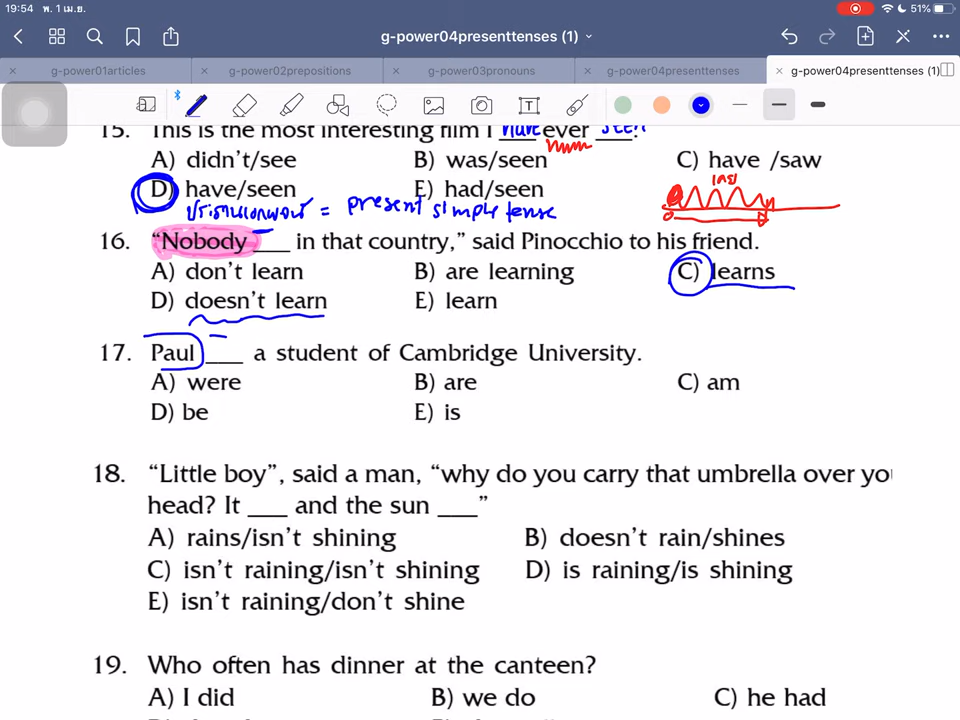 19:54 พ. 1 เม.ย. 51%
g-power04presenttenses (1)
g-power01articles g-power02prepositions g-power03pronouns g-power04presenttenses g-power04presenttenses (1)
15. This is the most interesting film I have ever seen.
A) didn't/see B) was/seen C) have /saw
D) have/seen E) had/seen
= present simple tense
16. "Nobody ___ in that country," said Pinocchio to his friend.
A) don't learn B) are learning C) learns
D) doesn't learn E) learn
17. Paul ___ a student of Cambridge University.
A) were B) are C) am
D) be E) is
18. "Little boy", said a man, "why do you carry that umbrella over yo
head? It ___ and the sun ___"
A) rains/isn't shining B) doesn't rain/shines
C) isn't raining/isn't shining D) is raining/is shining
E) isn't raining/don't shine
19. Who often has dinner at the canteen?
A) I did B) we do C) he had